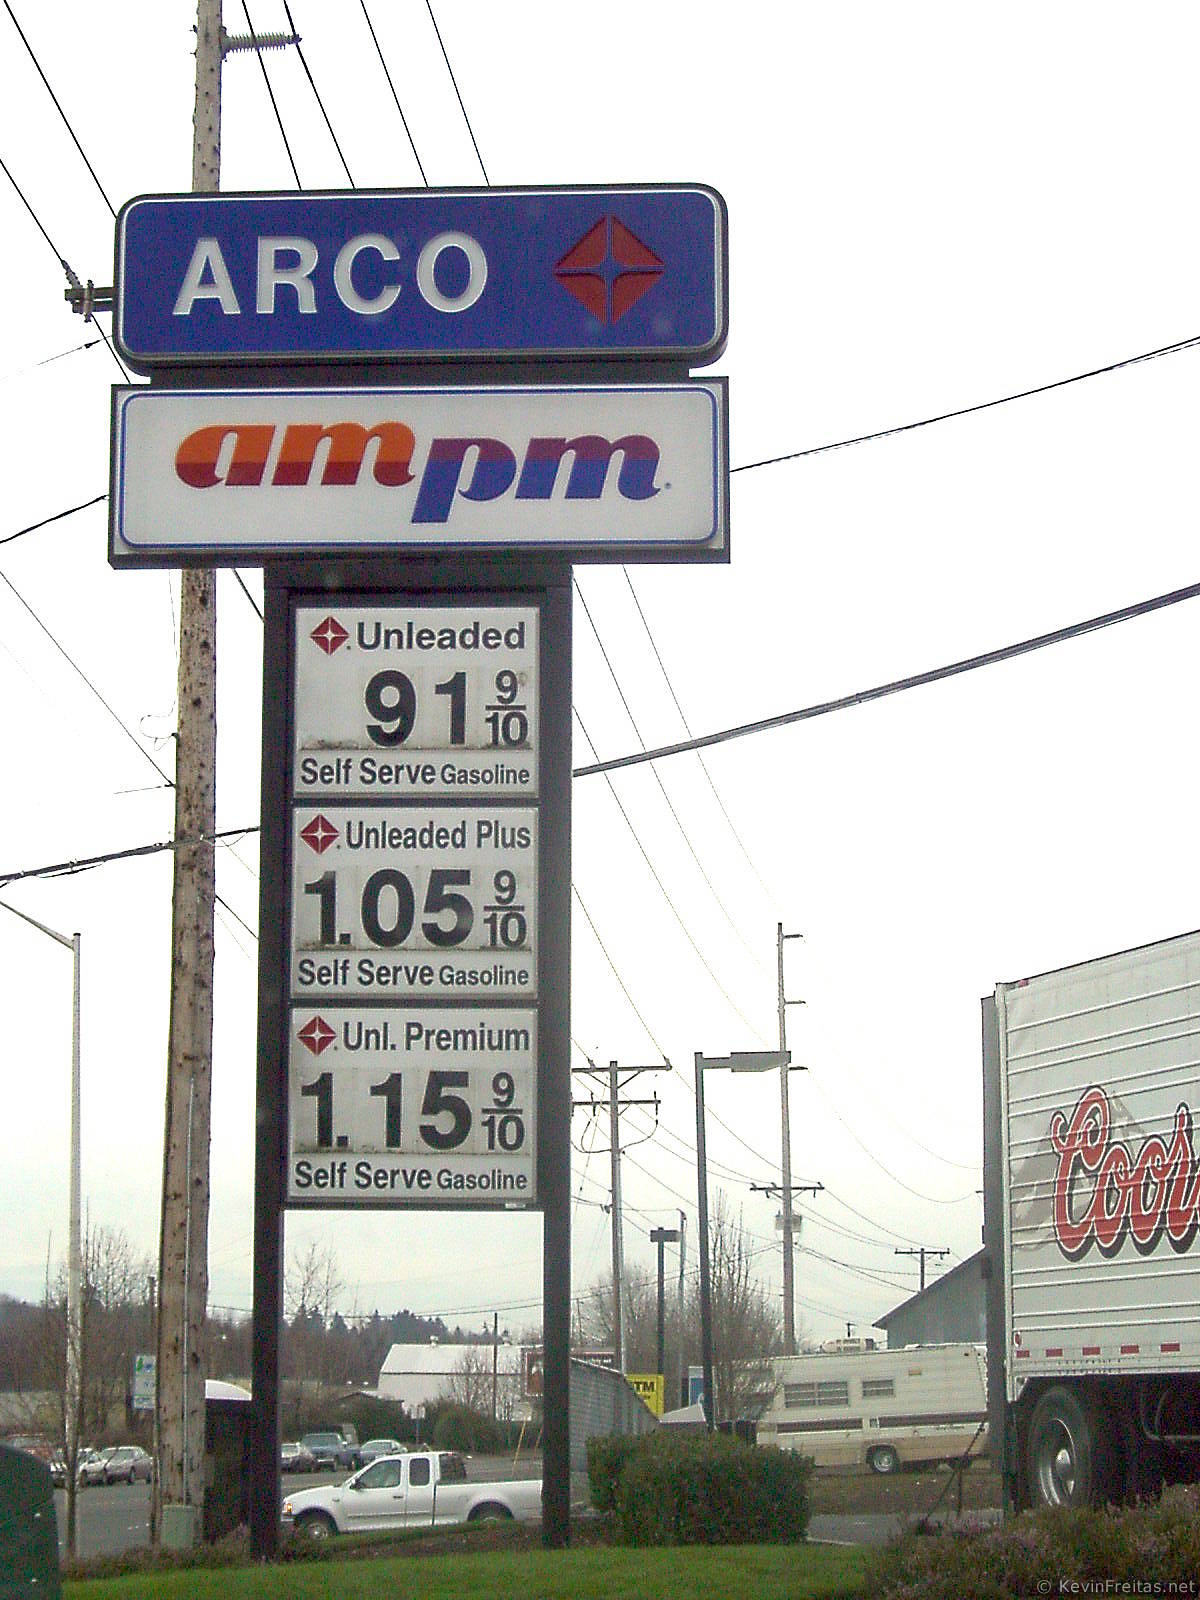 ARCO
ampm
Unleaded
91 9/10
Self Serve Gasoline
Unleaded Plus
1.05 9/10
Self Serve Gasoline
Unl. Premium
1.15 9/10
Self Serve Gasoline
Coors
TM
© KevinFreitas.net